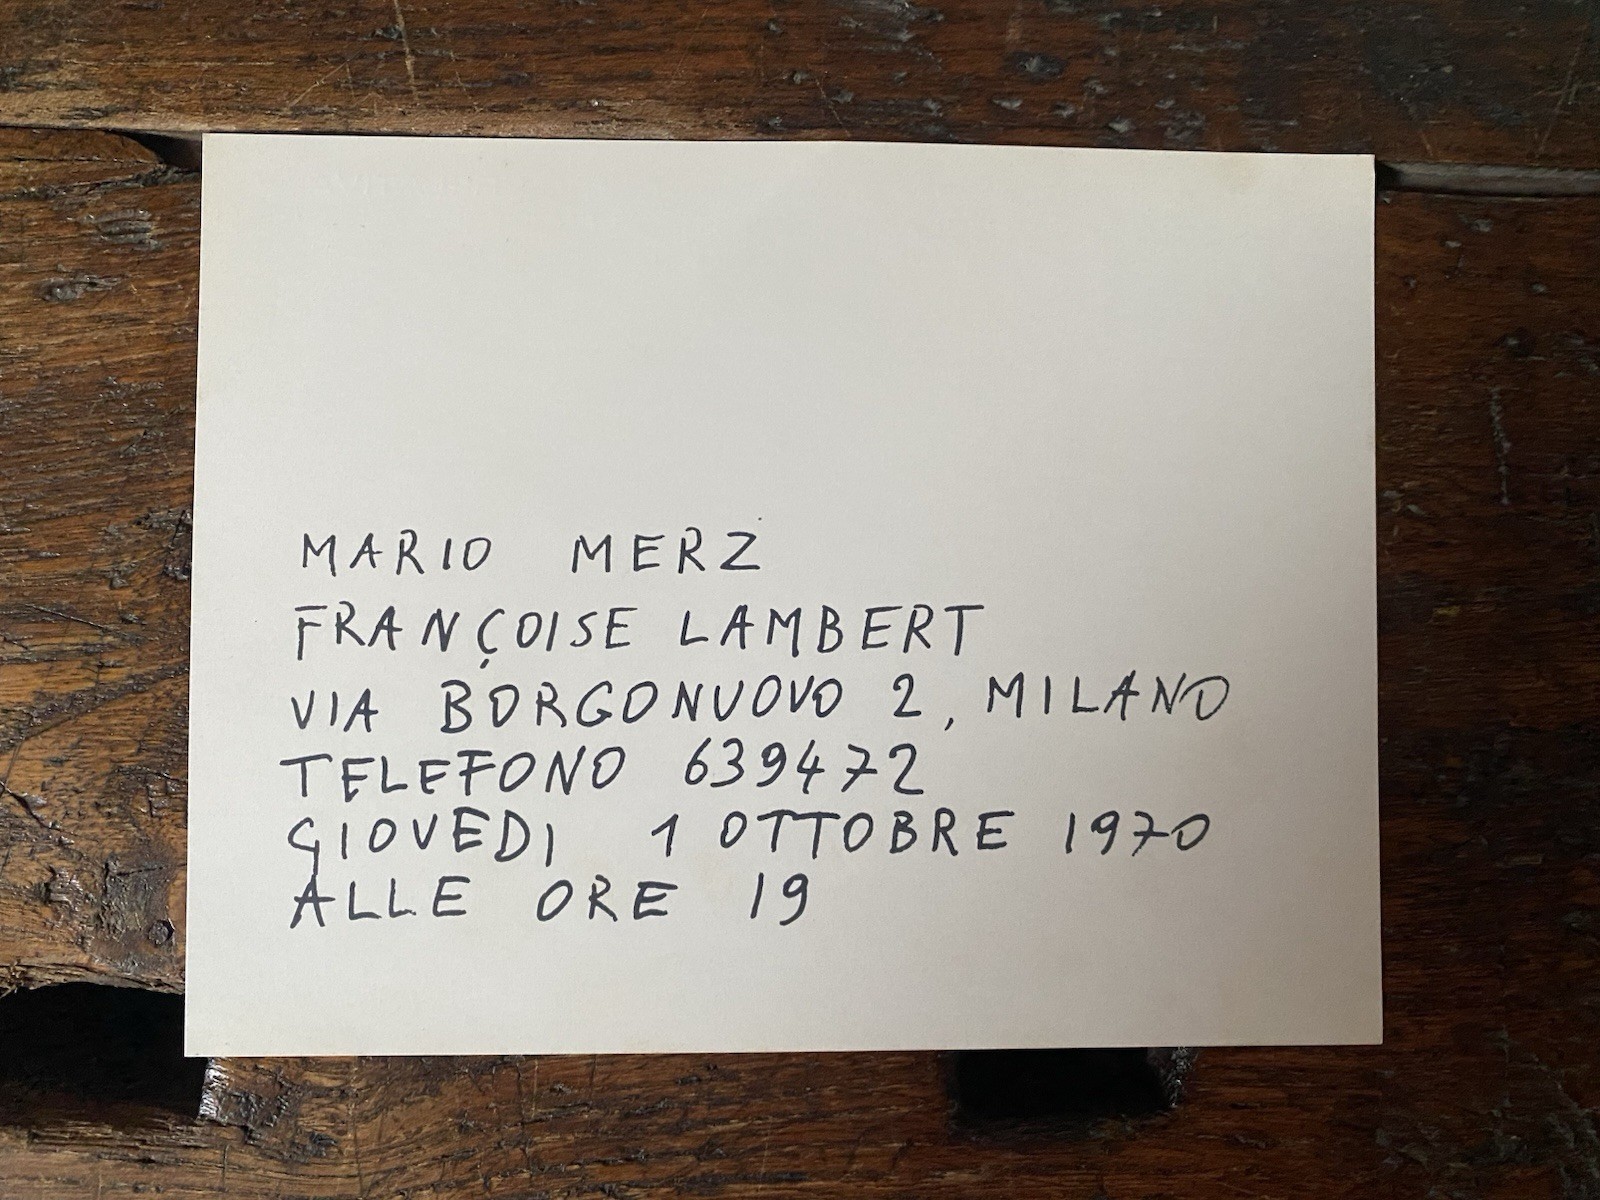 MARIO MERZ
FRANÇOISE LAMBERT
VIA BORGONUOVO 2, MILANO
TELEFONO 639472
GIOVEDI 1 OTTOBRE 1970
ALLE ORE 19